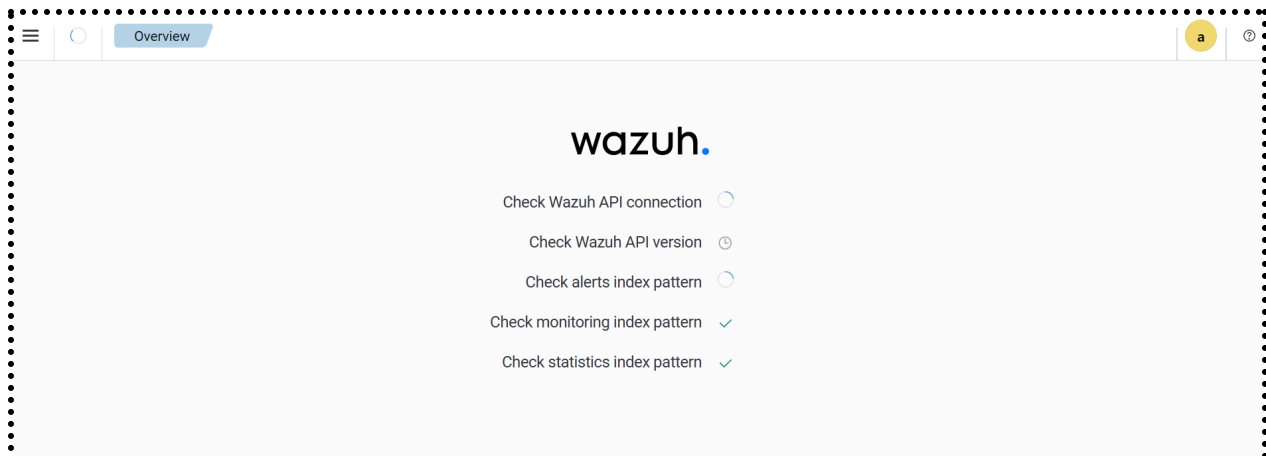 Overview
a
wazuh.
Check Wazuh API connection
Check Wazuh API version
Check alerts index pattern
Check monitoring index pattern
Check statistics index pattern